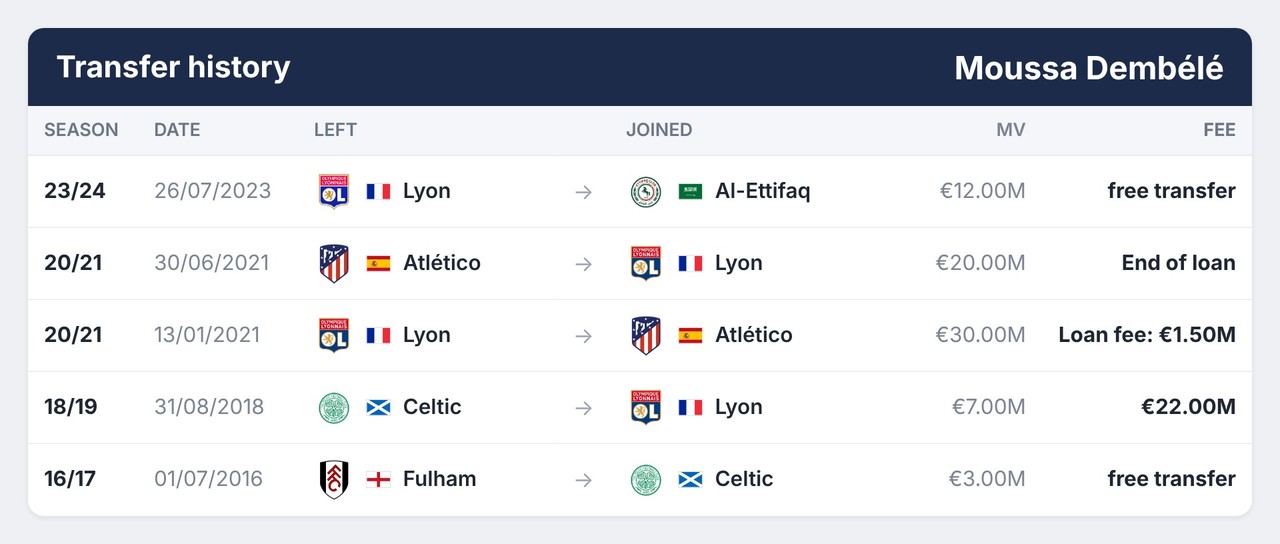 Transfer history Moussa Dembélé
SEASON DATE LEFT JOINED MV FEE
23/24 26/07/2023 Lyon → Al-Ettifaq €12.00M free transfer
20/21 30/06/2021 Atlético → Lyon €20.00M End of loan
20/21 13/01/2021 Lyon → Atlético €30.00M Loan fee: €1.50M
18/19 31/08/2018 Celtic → Lyon €7.00M €22.00M
16/17 01/07/2016 Fulham → Celtic €3.00M free transfer